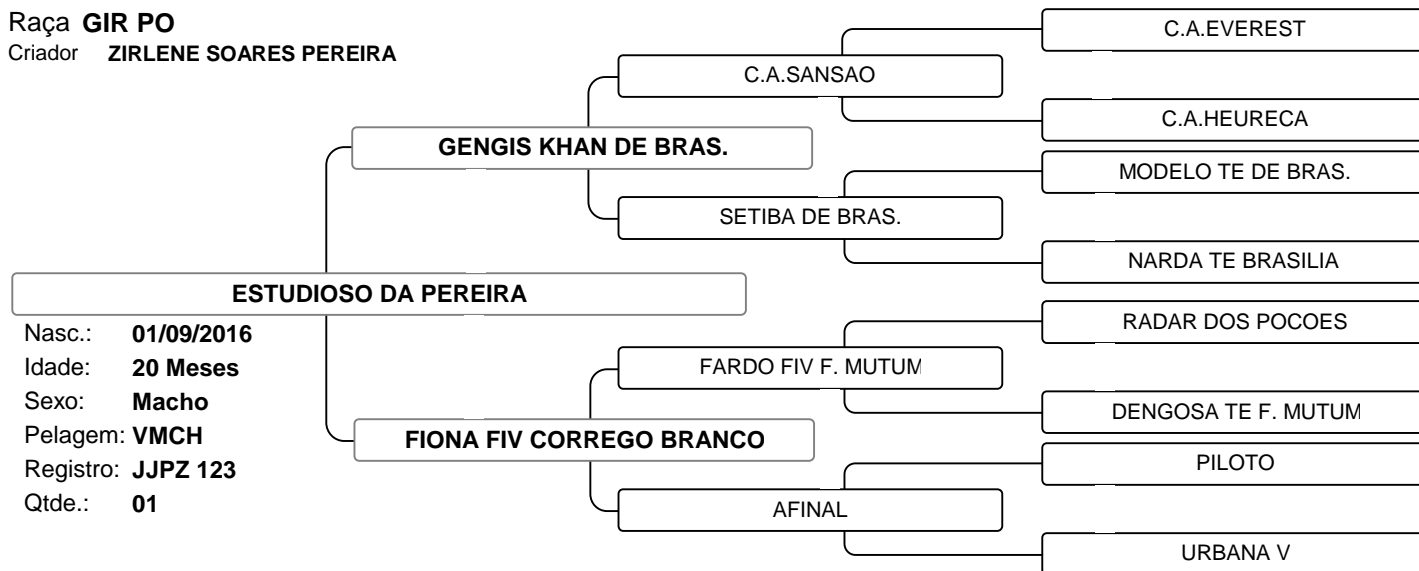 Raça GIR PO
Criador ZIRLENE SOARES PEREIRA
C.A.EVEREST
C.A.SANSAO
C.A.HEURECA
GENGIS KHAN DE BRAS.
MODELO TE DE BRAS.
SETIBA DE BRAS.
NARDA TE BRASILIA
ESTUDIOSO DA PEREIRA
Nasc.: 01/09/2016
Idade: 20 Meses
Sexo: Macho
Pelagem: VMCH
Registro: JJPZ 123
Qtde.: 01
RADAR DOS POCOES
FARDO FIV F. MUTUM
DENGOSA TE F. MUTUM
FIONA FIV CORREGO BRANCO
PILOTO
AFINAL
URBANA V